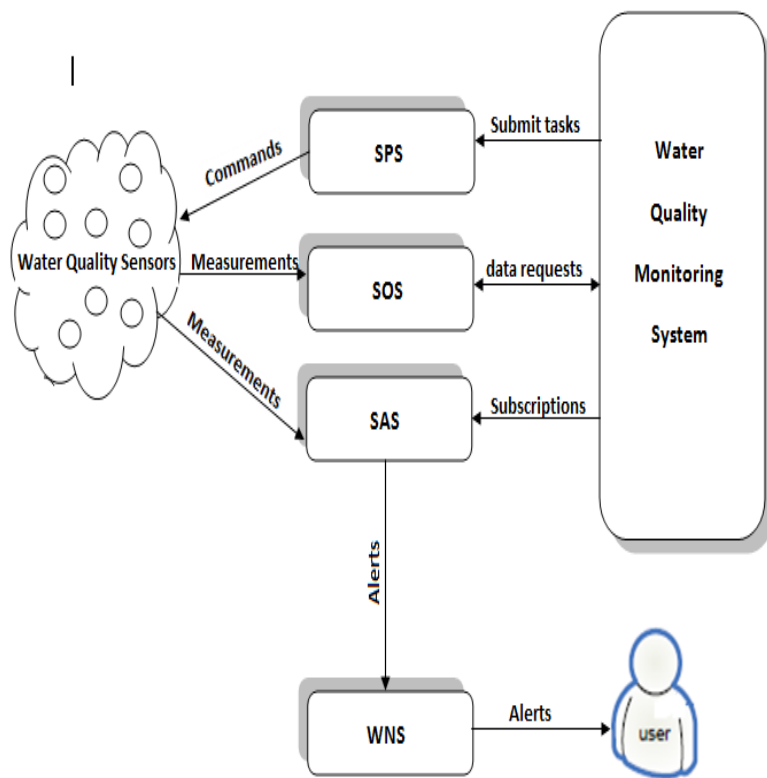 Submit tasks
SPS
Commands
Water
Quality
Monitoring
System
Water Quality Sensors
Measurements
SOS
data requests
Measurements
SAS
Subscriptions
Alerts
WNS
Alerts
user